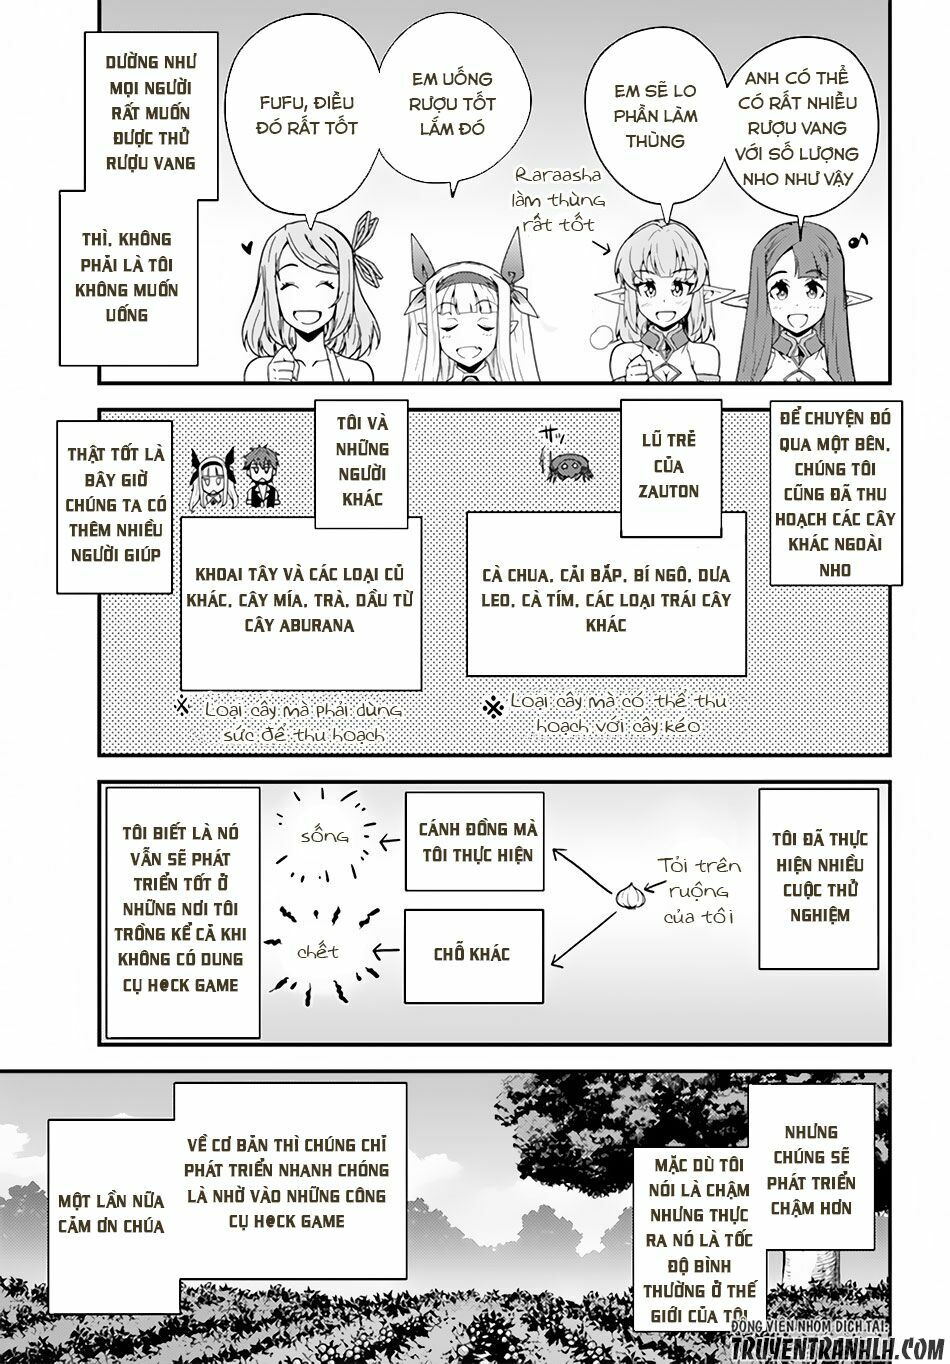 ANH CÓ THỂ
CÓ RẤT NHIỀU
RƯỢU VANG
VỚI SỐ LƯỢNG
NHO NHƯ VẬY
EM SẼ LO
PHẦN LÀM
THÙNG
Raraasha
làm thùng
rất tốt
EM UỐNG
RƯỢU TỐT
LẮM ĐÓ
FUFU, ĐIỀU
ĐÓ RẤT TỐT
DƯỜNG NHƯ
MỌI NGƯỜI
RẤT MUỐN
ĐƯỢC THỬ
RƯỢU VANG
THÌ, KHÔNG
PHẢI LÀ TÔI
KHÔNG MUỐN
UỐNG
ĐỂ CHUYỆN ĐÓ
QUA MỘT BÊN,
CHÚNG TÔI
CŨNG ĐÃ THU
HOẠCH CÁC CÂY
KHÁC NGOÀI
NHO
LŨ TRẺ
CỦA
ZAUTON
CÀ CHUA, CẢI BẮP, BÍ NGÔ, DƯA
LEO, CÀ TÍM, CÁC LOẠI TRÁI CÂY
KHÁC
※ Loại cây mà có thể thu
hoạch với cây kéo
TÔI VÀ
NHỮNG
NGƯỜI
KHÁC
KHOAI TÂY VÀ CÁC LOẠI CỦ
KHÁC, CÂY MÍA, TRÀ, DẦU TỪ
CÂY ABURANA
※ Loại cây mà phải dùng
sức để thu hoạch
THẬT TỐT LÀ
BÂY GIỜ
CHÚNG TA CÓ
THÊM NHIỀU
NGƯỜI GIÚP
TÔI ĐÃ THỰC
HIỆN NHIỀU
CUỘC THỬ
NGHIỆM
Tỏi trên
ruộng
của tôi
CÁNH ĐỒNG MÀ
TÔI THỰC HIỆN
sống
CHỖ KHÁC
chết
TÔI BIẾT LÀ NÓ
VẪN SẼ PHÁT
TRIỂN TỐT Ở
NHỮNG NƠI TÔI
TRỒNG KỂ CẢ KHI
KHÔNG CÓ DUNG
CỤ H@CK GAME
NHƯNG
CHÚNG SẼ
PHÁT TRIỂN
CHẬM HƠN
MẶC DÙ TÔI
NÓI LÀ CHẬM
NHƯNG THỰC
RA NÓ LÀ TỐC
ĐỘ BÌNH
THƯỜNG Ở THẾ
GIỚI CỦA TÔI
VỀ CƠ BẢN THÌ CHÚNG CHỈ
PHÁT TRIỂN NHANH CHÓNG
LÀ NHỜ VÀO NHỮNG CÔNG
CỤ H@CK GAME
MỘT LẦN NỮA
CẢM ƠN CHÚA
ĐỘNG VIÊN NHÓM DỊCH TẠI:
TRUYENTRANHLH.COM